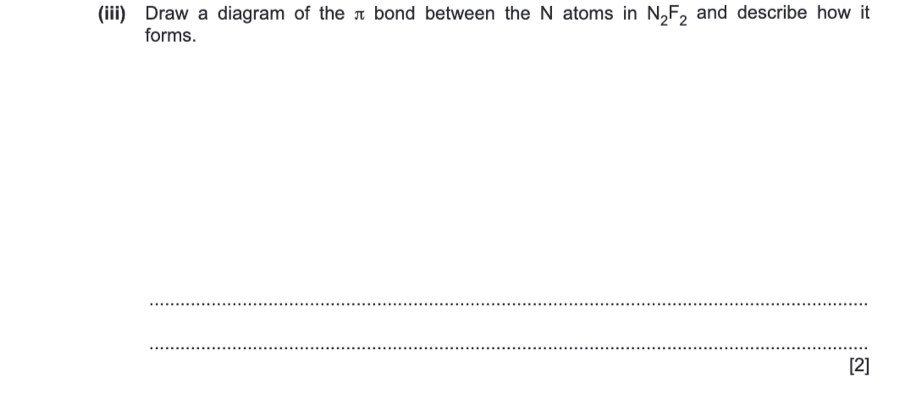 (iii) Draw a diagram of the π bond between the N atoms in N₂F₂ and describe how it
forms.
[2]